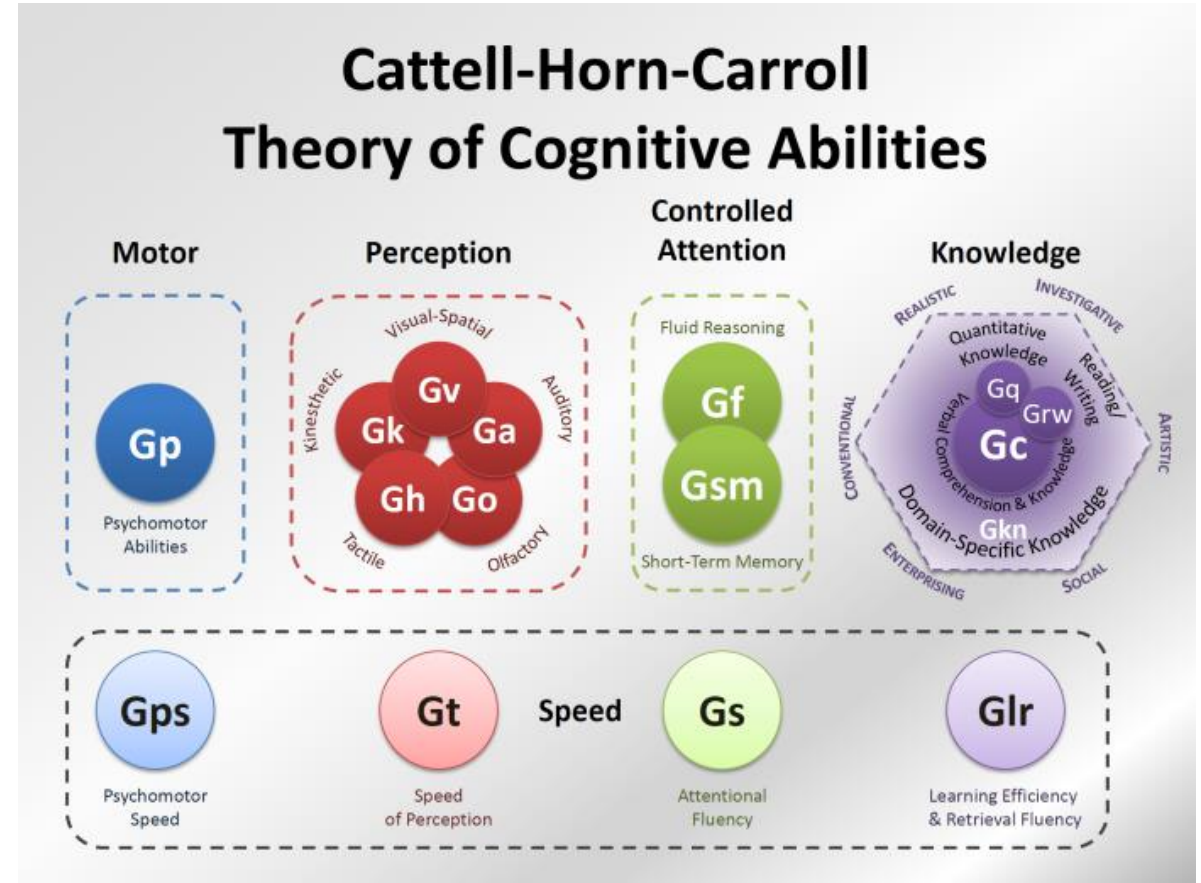 Cattell-Horn-Carroll
Theory of Cognitive Abilities
Motor
Gp
Psychomotor
Abilities
Perception
Visual-Spatial
Kinesthetic
Auditory
Gv
Gk
Ga
Gh
Go
Tactile
Olfactory
Controlled
Attention
Fluid Reasoning
Gf
Gsm
Short-Term Memory
Knowledge
REALISTIC
INVESTIGATIVE
CONVENTIONAL
ARTISTIC
ENTERPRISING
SOCIAL
Quantitative
Knowledge
Reading/
Writing
Gq
Grw
Gc
Verbal Comprehension & Knowledge
Gkn
Domain-Specific Knowledge
Speed
Gps
Psychomotor
Speed
Gt
Speed
of Perception
Gs
Attentional
Fluency
Glr
Learning Efficiency
& Retrieval Fluency